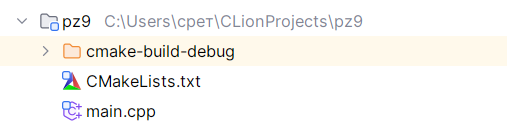 pz9 C:\Users\срет\CLionProjects\pz9
cmake-build-debug
CMakeLists.txt
main.cpp